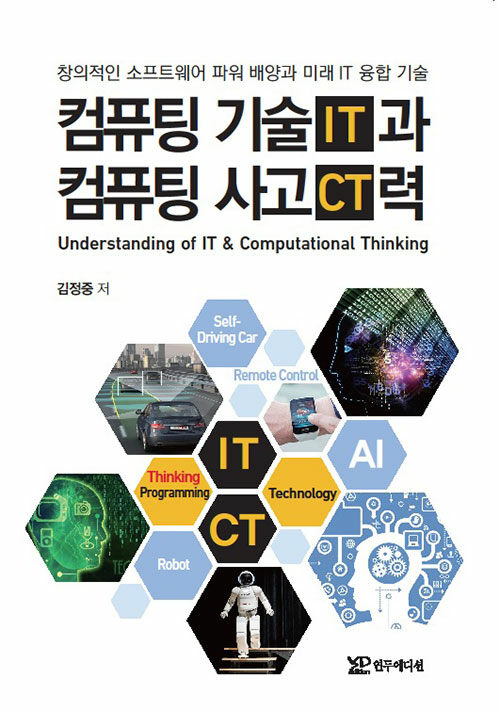 창의적인 소프트웨어 파워 배양과 미래 IT 융합 기술
컴퓨팅 기술IT과
컴퓨팅 사고CT력
Understanding of IT & Computational Thinking
김정중 저
Self-
Driving Car
Remote Control
IT
AI
Thinking
Programming
Technology
CT
Robot
연두에디션